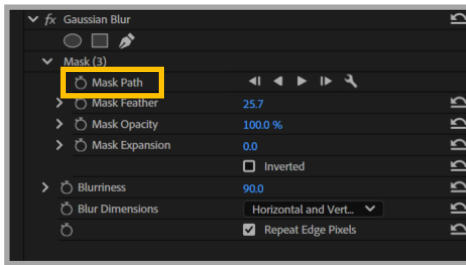 fx Gaussian Blur
Mask (3)
Mask Path
Mask Feather 25.7
Mask Opacity 100.0 %
Mask Expansion 0.0
Inverted
Blurriness 90.0
Blur Dimensions Horizontal and Vert...
Repeat Edge Pixels